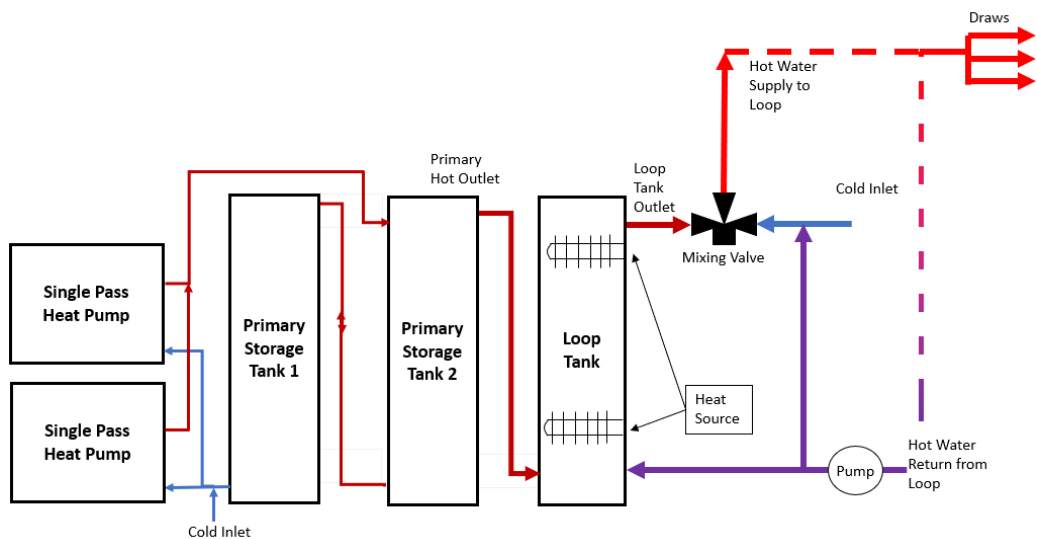 Draws
Hot Water
Supply to
Loop
Primary
Hot Outlet
Loop
Tank
Outlet
Cold Inlet
Mixing Valve
Single Pass
Heat Pump
Primary
Storage
Tank 1
Primary
Storage
Tank 2
Loop
Tank
Heat
Source
Single Pass
Heat Pump
Pump
Hot Water
Return from
Loop
Cold Inlet